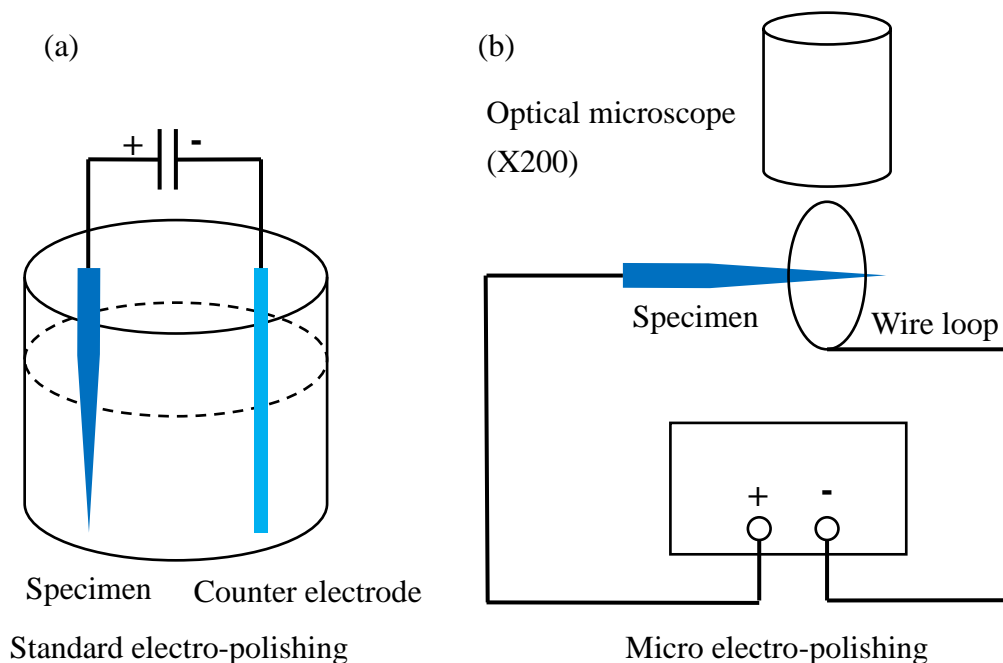 (a)
+ -
Specimen
Counter electrode
Standard electro-polishing
(b)
Optical microscope
(X200)
Specimen
Wire loop
+ -
Micro electro-polishing